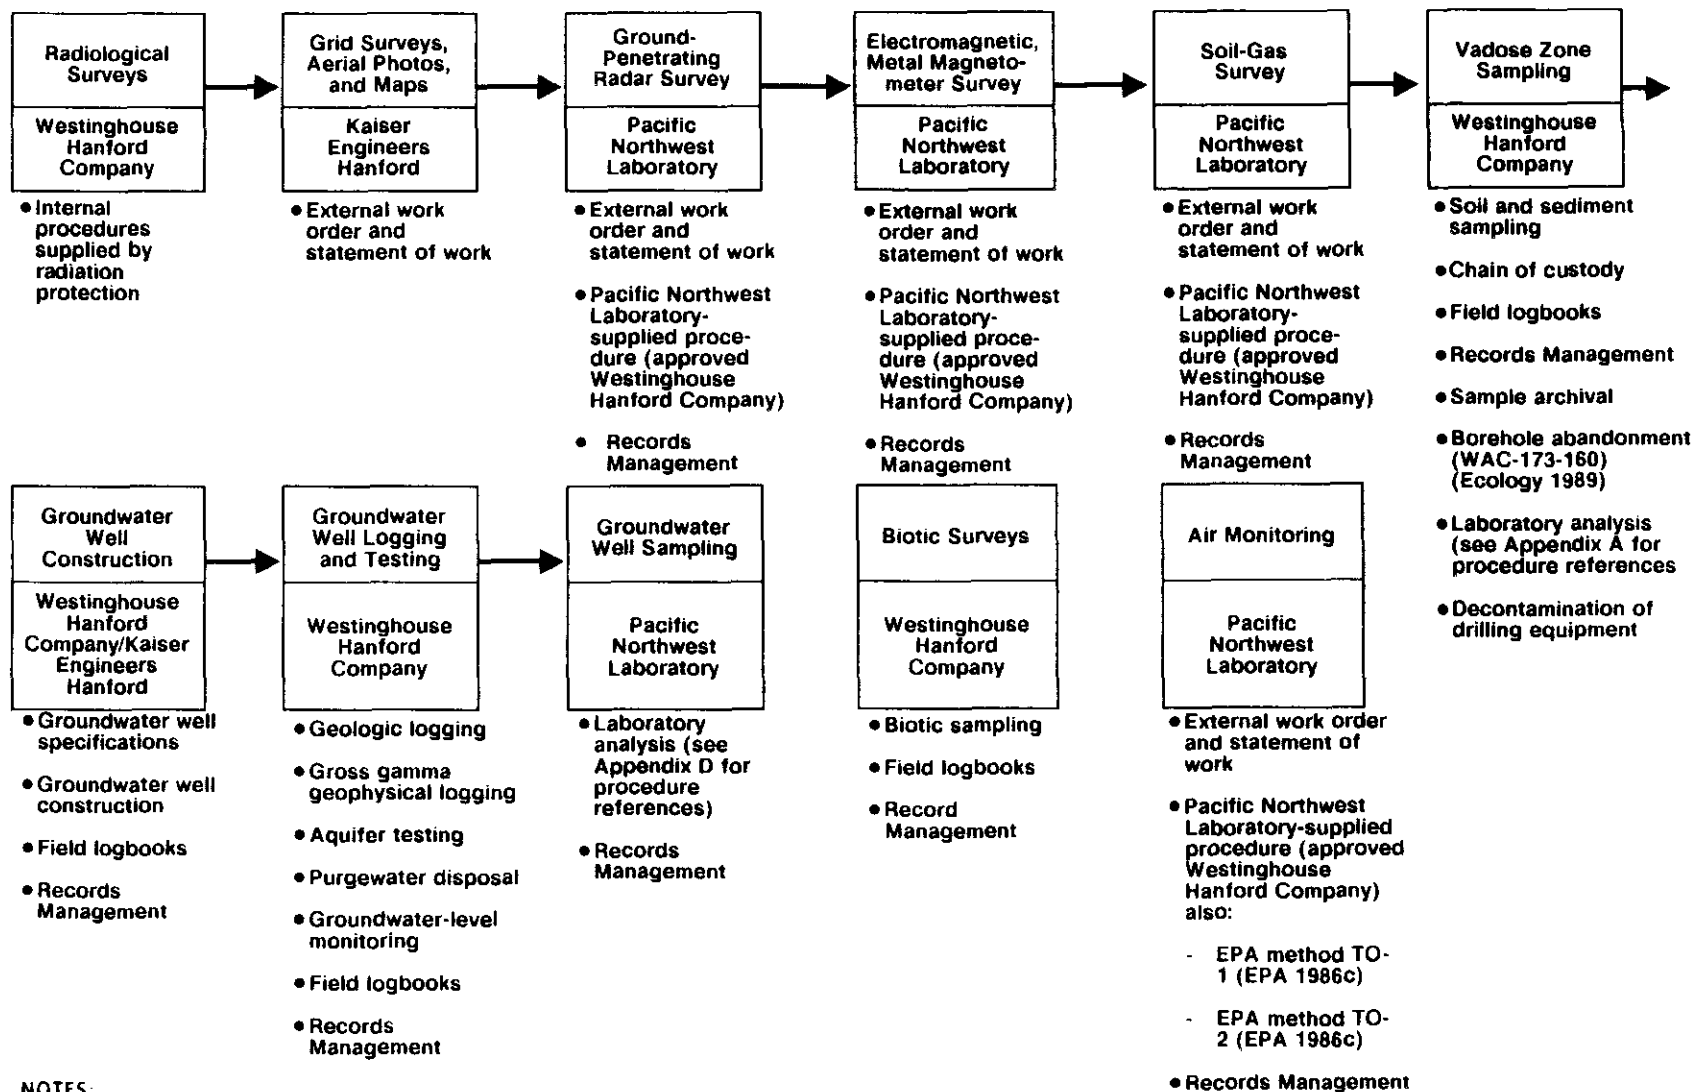 Radiological
Surveys
Westinghouse
Hanford
Company
• Internal
procedures
supplied by
radiation
protection
Grid Surveys,
Aerial Photos,
and Maps
Kaiser
Engineers
Hanford
• External work
order and
statement of work
Ground-
Penetrating
Radar Survey
Pacific
Northwest
Laboratory
• External work
order and
statement of work
• Pacific Northwest
Laboratory-
supplied proce-
dure (approved
Westinghouse
Hanford Company)
• Records
Management
Electromagnetic,
Metal Magneto-
meter Survey
Pacific
Northwest
Laboratory
• External work
order and
statement of work
• Pacific Northwest
Laboratory-
supplied proce-
dure (approved
Westinghouse
Hanford Company)
• Records
Management
Soil-Gas
Survey
Pacific
Northwest
Laboratory
• External work
order and
statement of work
• Pacific Northwest
Laboratory-
supplied proce-
dure (approved
Westinghouse
Hanford Company)
• Records
Management
Vadose Zone
Sampling
Westinghouse
Hanford
Company
• Soil and sediment
sampling
• Chain of custody
• Field logbooks
• Records Management
• Sample archival
• Borehole abandonment
(WAC-173-160)
(Ecology 1989)
• Laboratory analysis
(see Appendix A for
procedure references
• Decontamination of
drilling equipment
Groundwater
Well
Construction
Westinghouse
Hanford
Company/Kaiser
Engineers
Hanford
• Groundwater well
specifications
• Groundwater well
construction
• Field logbooks
• Records
Management
Groundwater
Well Logging
and Testing
Westinghouse
Hanford
Company
• Geologic logging
• Gross gamma
geophysical logging
• Aquifer testing
• Purgewater disposal
• Groundwater-level
monitoring
• Field logbooks
• Records
Management
Groundwater
Well Sampling
Pacific
Northwest
Laboratory
• Laboratory
analysis (see
Appendix D for
procedure
references)
• Records
Management
Biotic Surveys
Westinghouse
Hanford
Company
• Biotic sampling
• Field logbooks
• Record
Management
Air Monitoring
Pacific
Northwest
Laboratory
• External work order
and statement of
work
• Pacific Northwest
Laboratory-supplied
procedure (approved
Westinghouse
Hanford Company)
also:
- EPA method TO-
1 (EPA 1986c)
- EPA method TO-
2 (EPA 1986c)
• Records Management
NOTES: